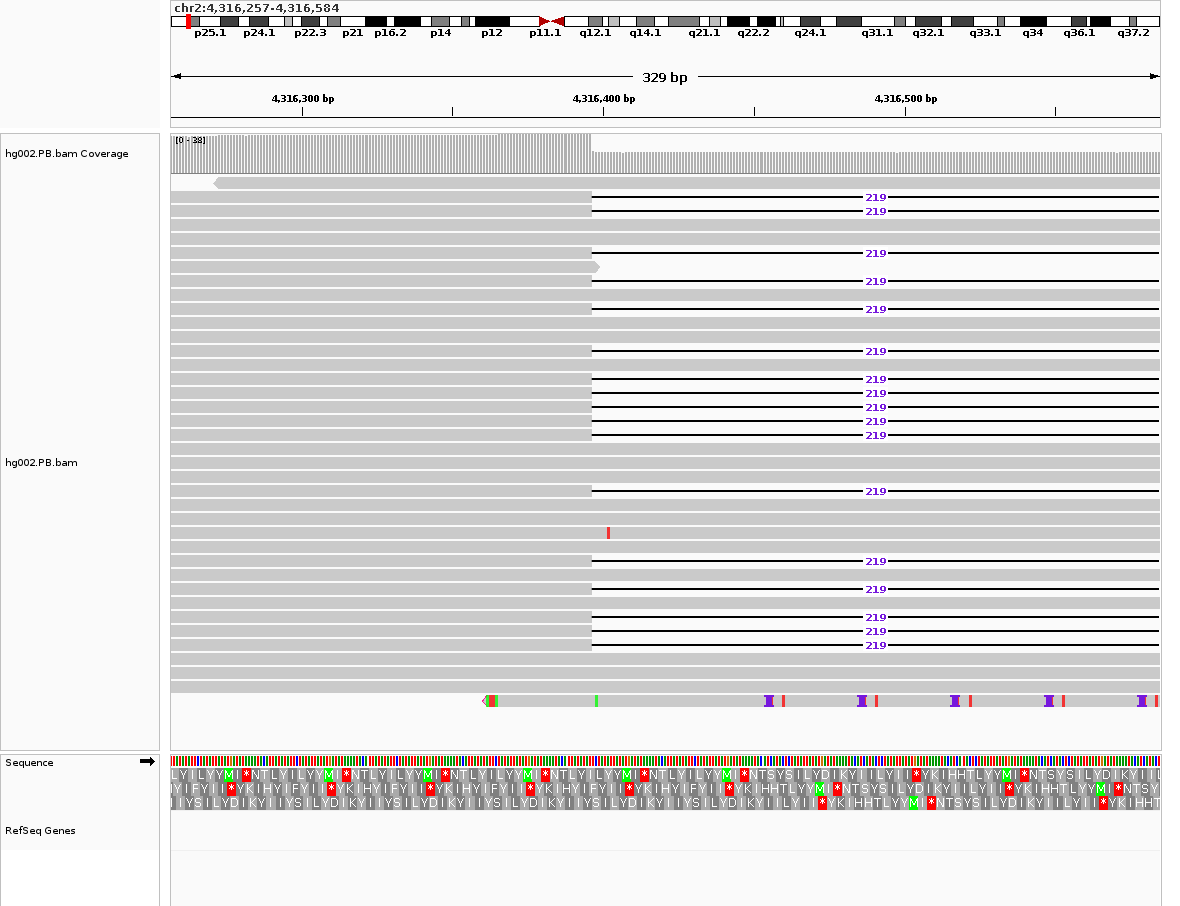 chr2:4,316,257-4,316,584
p25.1 p24.1 p22.3 p21 p16.2 p14 p12 p11.1 q12.1 q14.1 q21.1 q22.2 q24.1 q31.1 q32.1 q33.1 q34 q36.1 q37.2
329 bp
4,316,300 bp 4,316,400 bp 4,316,500 bp
[0 - 38]
hg002.PB.bam Coverage
219
219
219
219
219
219
219
219
219
219
219
hg002.PB.bam
219
219
219
219
219
219
Sequence
RefSeq Genes